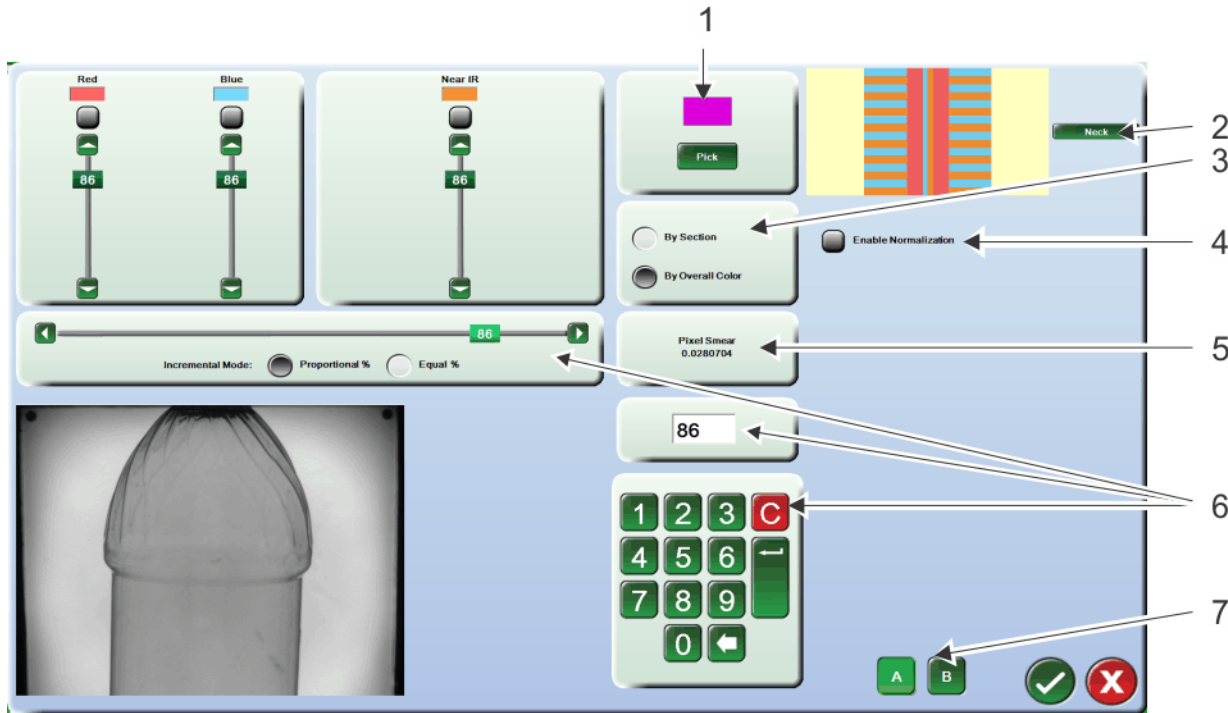 1
Red
Blue
Near IR
86
86
86
Pick
Neck
2
3
By Section
By Overall Color
Enable Normalization
4
86
Incremental Mode:
Proportional %
Equal %
Pixel Smear
0.0280704
5
86
1 2 3 C
4 5 6
7 8 9
0
6
7
A
B